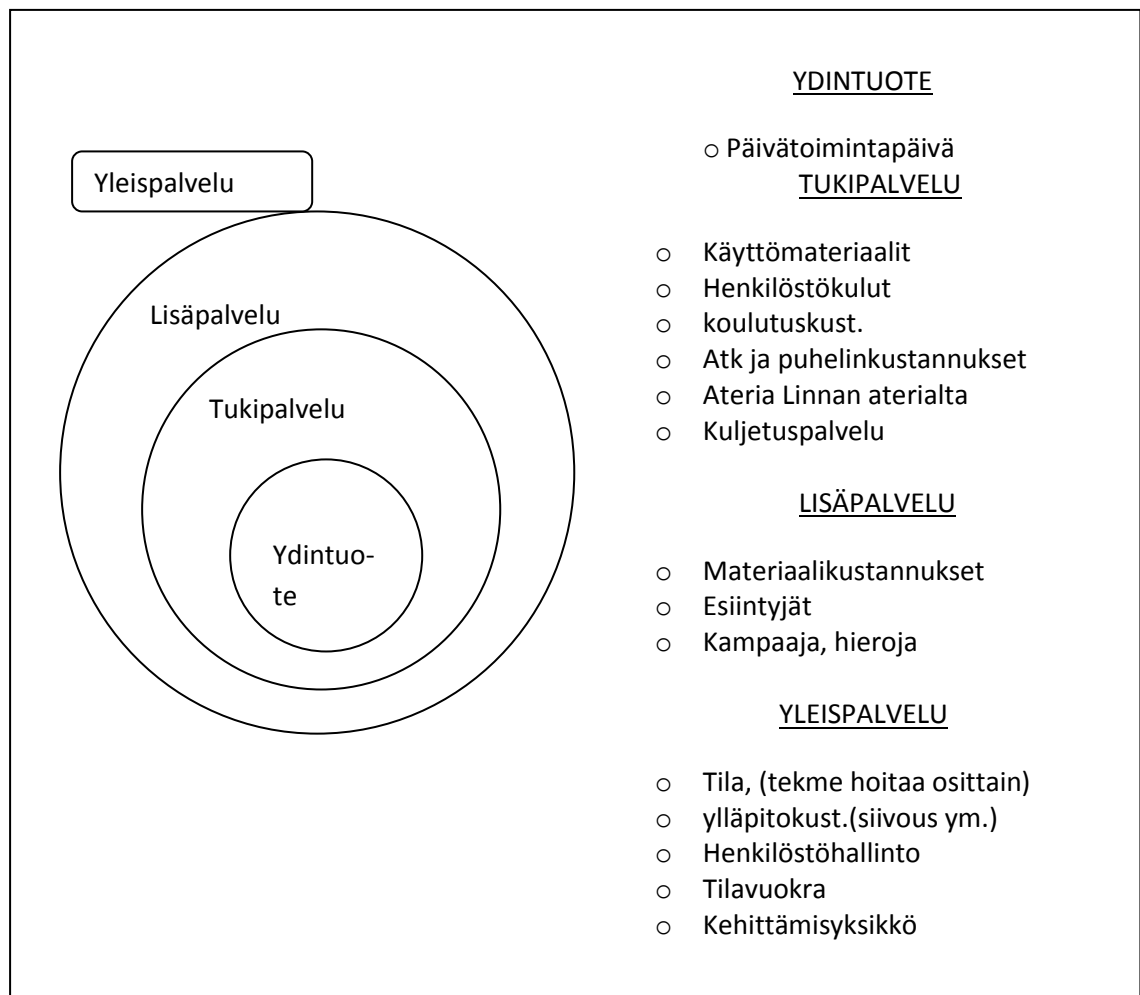 Yleispalvelu
Lisäpalvelu
Tukipalvelu
Ydintuo-
te
YDINTUOTE
o Päivätoimintapäivä
TUKIPALVELU
o Käyttömateriaalit
o Henkilöstökulut
o koulutuskust.
o Atk ja puhelinkustannukset
o Ateria Linnan aterialta
o Kuljetuspalvelu
LISÄPALVELU
o Materiaalikustannukset
o Esiintyjät
o Kampaaja, hieroja
YLEISPALVELU
o Tila, (tekme hoitaa osittain)
o ylläpitokust.(siivous ym.)
o Henkilöstöhallinto
o Tilavuokra
o Kehittämisyksikkö